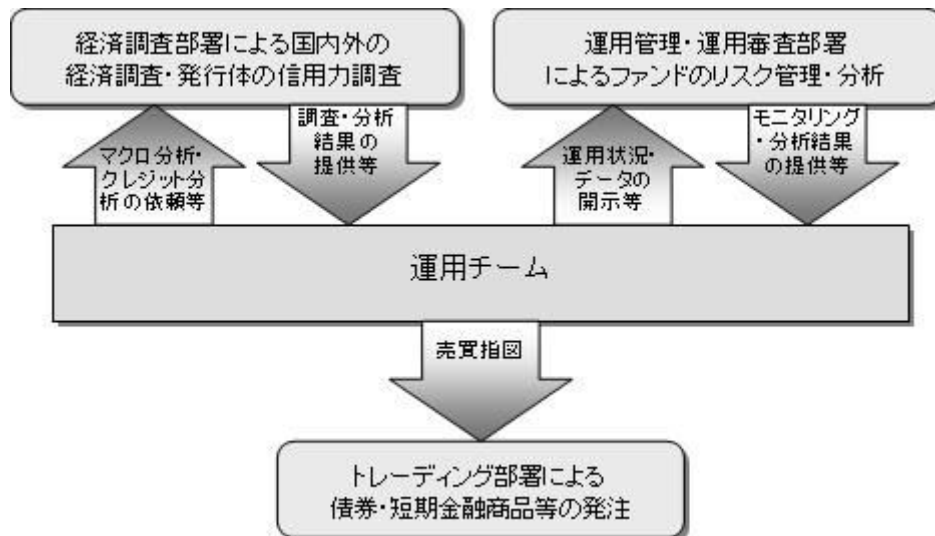 経済調査部署による国内外の
経済調査・発行体の信用力調査
運用管理・運用審査部署
によるファンドのリスク管理・分析
マクロ分析・
クレジット分
析の依頼等
調査・分析
結果の
提供等
運用状況・
データの
開示等
モニタリング
・分析結果
の提供等
運用チーム
売買指図
トレーディング部署による
債券・短期金融商品等の発注